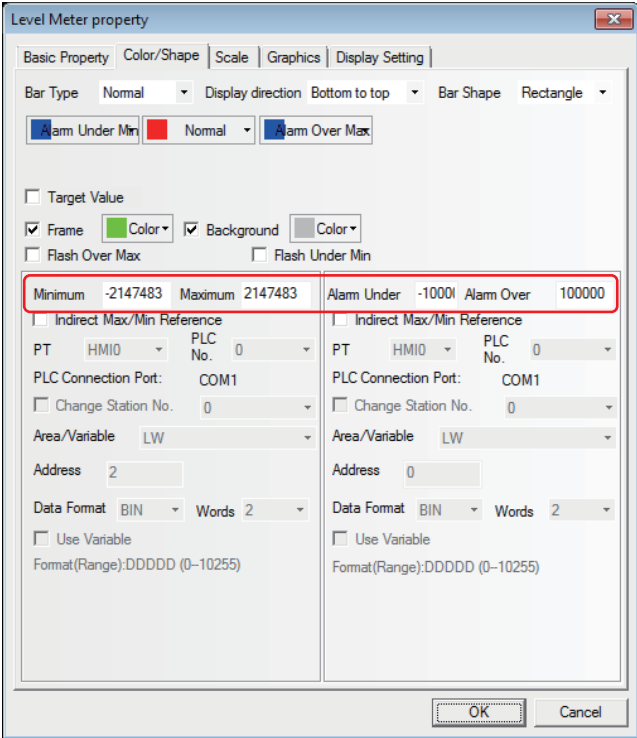 Level Meter property
Basic Property Color/Shape Scale Graphics Display Setting
Bar Type Normal Display direction Bottom to top Bar Shape Rectangle
Alarm Under Min Normal Alarm Over Max
Target Value
Frame Color Background Color
Flash Over Max Flash Under Min
Minimum -2147483 Maximum 2147483 Alarm Under -1000 Alarm Over 100000
Indirect Max/Min Reference Indirect Max/Min Reference
PT HMI0 PLC No. 0 PT HMI0 PLC No. 0
PLC Connection Port: COM1 PLC Connection Port: COM1
Change Station No. 0 Change Station No. 0
Area/Variable LW Area/Variable LW
Address 2 Address 0
Data Format BIN Words 2 Data Format BIN Words 2
Use Variable Use Variable
Format(Range):DDDDD (0--10255) Format(Range):DDDDD (0--10255)
OK Cancel